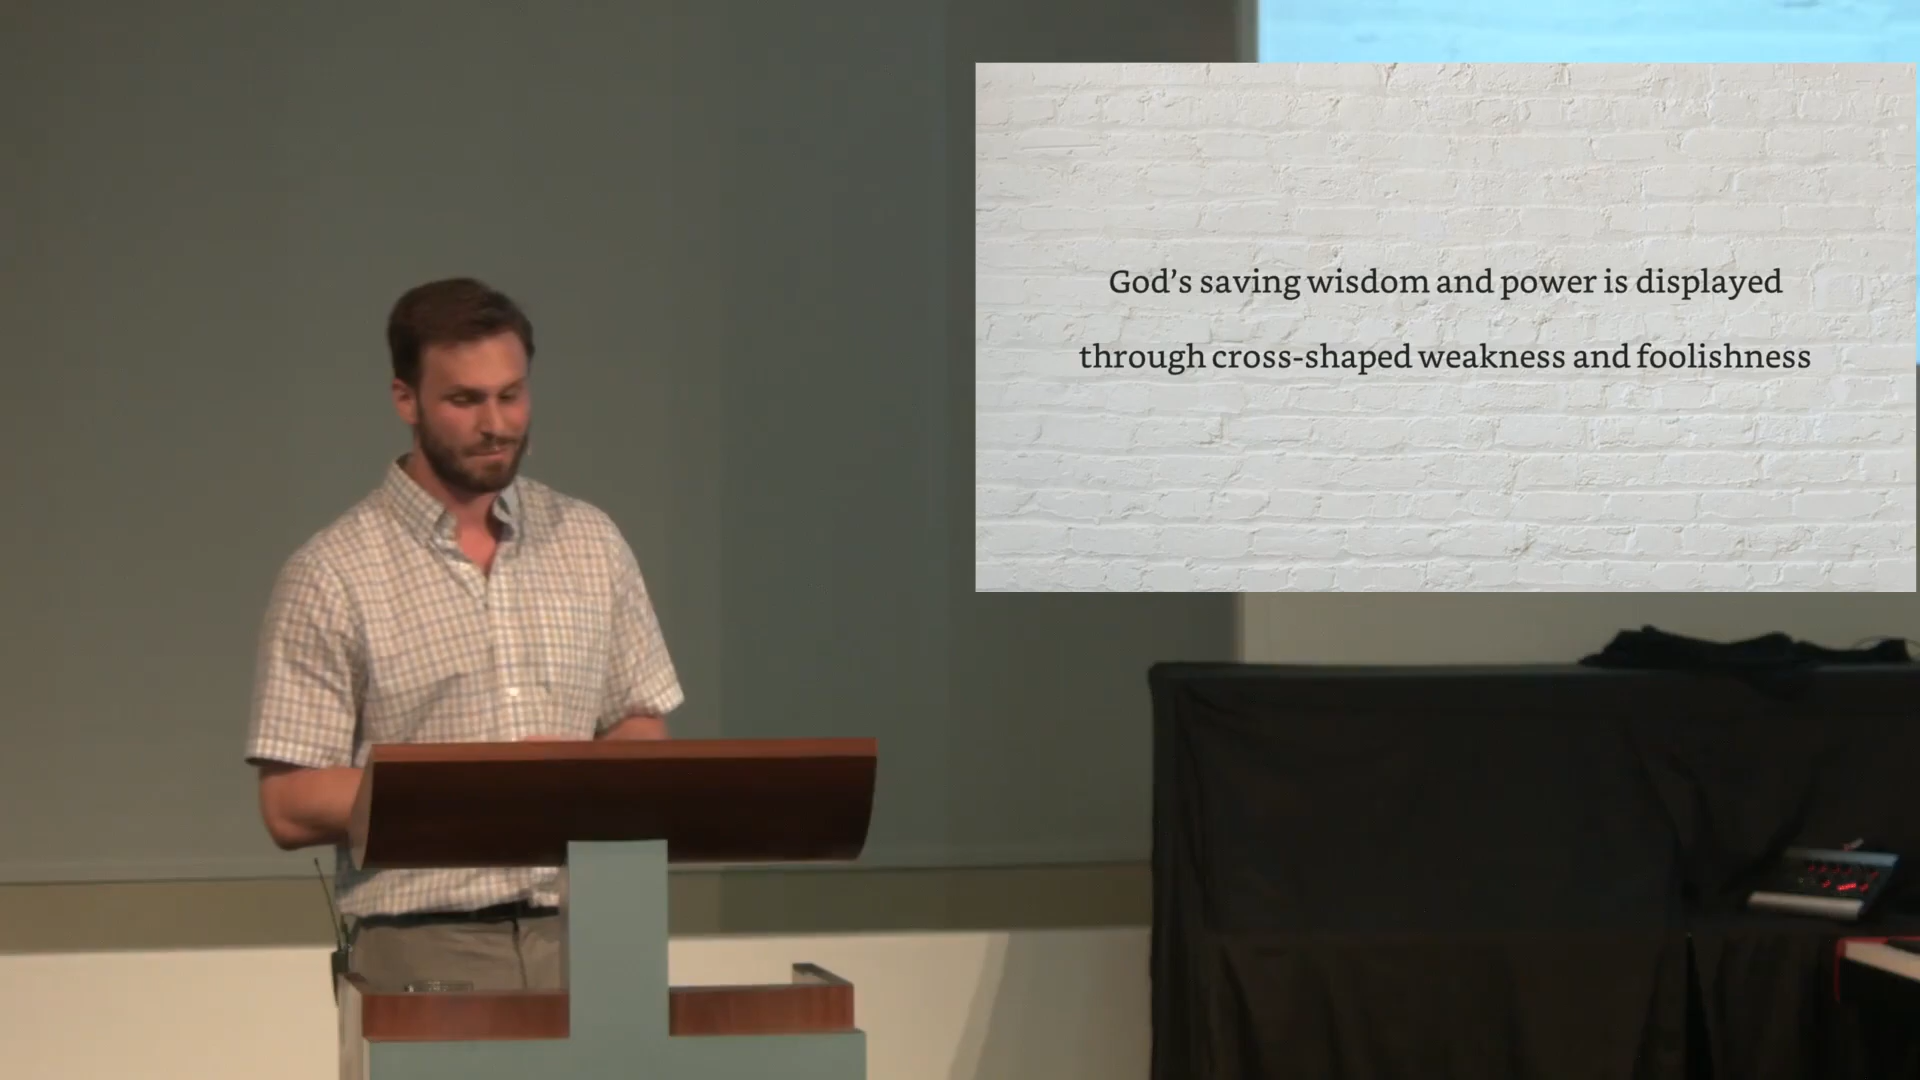 God’s saving wisdom and power is displayed
through cross-shaped weakness and foolishness